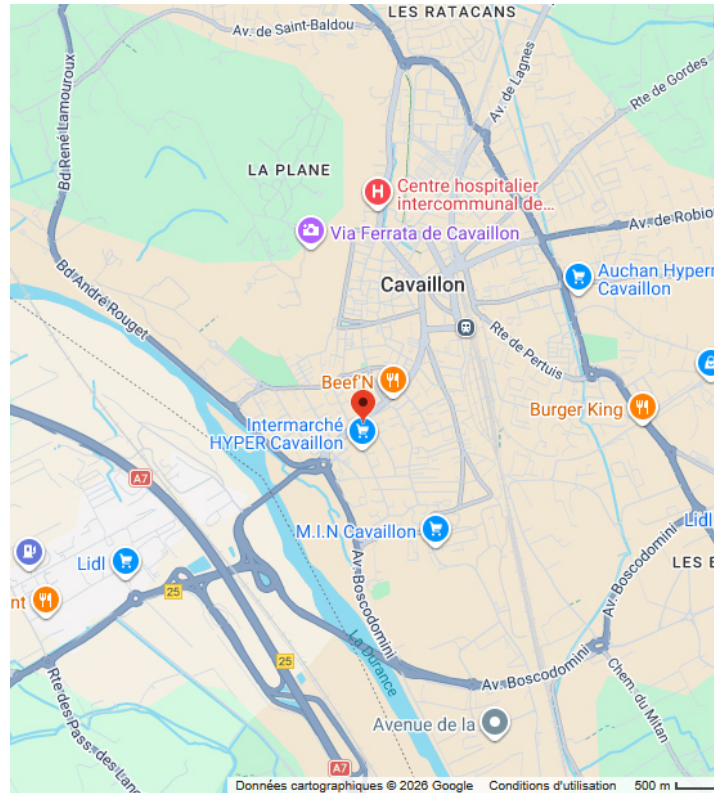 LES RATACANS
Av. de Saint-Baldou
Av. de Lagnes
Rte de Gordes
Bd René Lamouroux
LA PLANE
H
Centre hospitalier
intercommunal de...
Av. de Robio
Via Ferrata de Cavaillon
Auchan Hyperm
Cavaillon
Cavaillon
Bd André Rouget
Rte de Pertuis
Beef'N
Burger King
Intermarché
HYPER Cavaillon
A7
M.I.N Cavaillon
Lidl
Lidl
LES B
Av. Boscodomini
Av. Boscodomini
nt
25
25
La Durance
Av. Boscodomini
Chem. du Mitan
Rte des Pass. des Lan
Avenue de la
A7
Données cartographiques © 2026 Google
Conditions d'utilisation
500 m